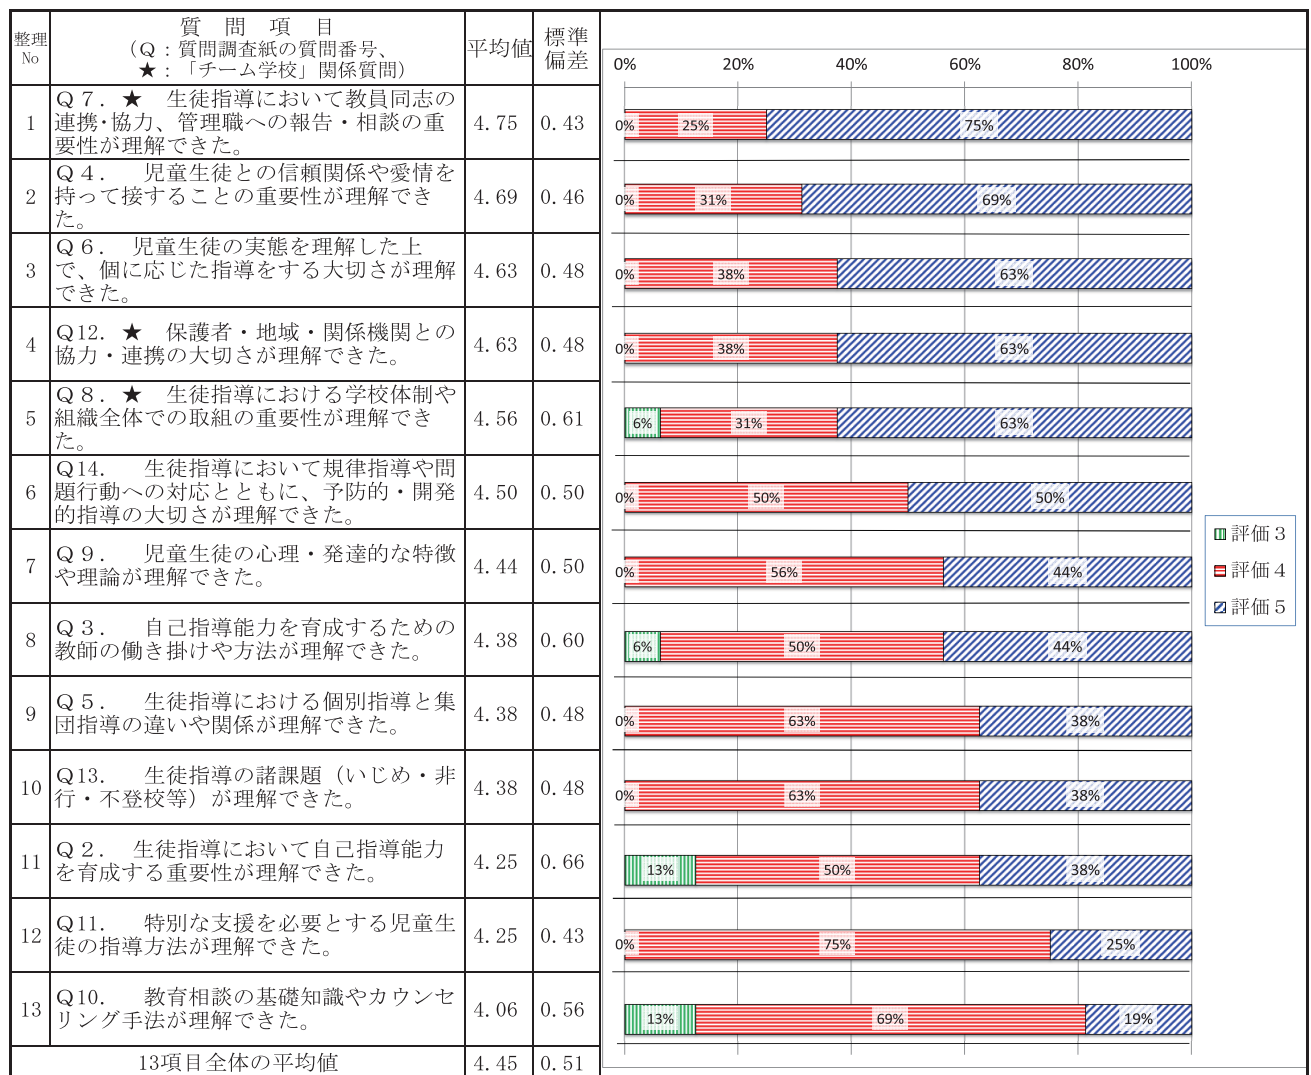 整理
No
質 問 項 目
（Q：質問調査紙の質問番号、
★：「チーム学校」関係質問）
平均値
標準
偏差
0% 20% 40% 60% 80% 100%
1
Q７．★ 生徒指導において教員同志の
連携・協力、管理職への報告・相談の重
要性が理解できた。
4.75 0.43
0% 25% 75%
2
Q４． 児童生徒との信頼関係や愛情を
持って接することの重要性が理解でき
た。
4.69 0.46
0% 31% 69%
3
Q６． 児童生徒の実態を理解した上
で、個に応じた指導をする大切さが理解
できた。
4.63 0.48
0% 38% 63%
4
Q12．★ 保護者・地域・関係機関との
協力・連携の大切さが理解できた。
4.63 0.48
0% 38% 63%
5
Q８．★ 生徒指導における学校体制や
組織全体での取組の重要性が理解でき
た。
4.56 0.61
6% 31% 63%
6
Q14． 生徒指導において規律指導や問
題行動への対応とともに、予防的・開発
的指導の大切さが理解できた。
4.50 0.50
0% 50% 50%
7
Q９． 児童生徒の心理・発達的な特徴
や理論が理解できた。
4.44 0.50
0% 56% 44%
8
Q３． 自己指導能力を育成するための
教師の働き掛けや方法が理解できた。
4.38 0.60
6% 50% 44%
9
Q５． 生徒指導における個別指導と集
団指導の違いや関係が理解できた。
4.38 0.48
0% 63% 38%
10
Q13． 生徒指導の諸課題（いじめ・非
行・不登校等）が理解できた。
4.38 0.48
0% 63% 38%
11
Q２． 生徒指導において自己指導能力
を育成する重要性が理解できた。
4.25 0.66
13% 50% 38%
12
Q11． 特別な支援を必要とする児童生
徒の指導方法が理解できた。
4.25 0.43
0% 75% 25%
13
Q10． 教育相談の基礎知識やカウンセ
リング手法が理解できた。
4.06 0.56
13% 69% 19%
13項目全体の平均値
4.45 0.51
0% 20% 40% 60% 80% 100%
評価３
評価４
評価５